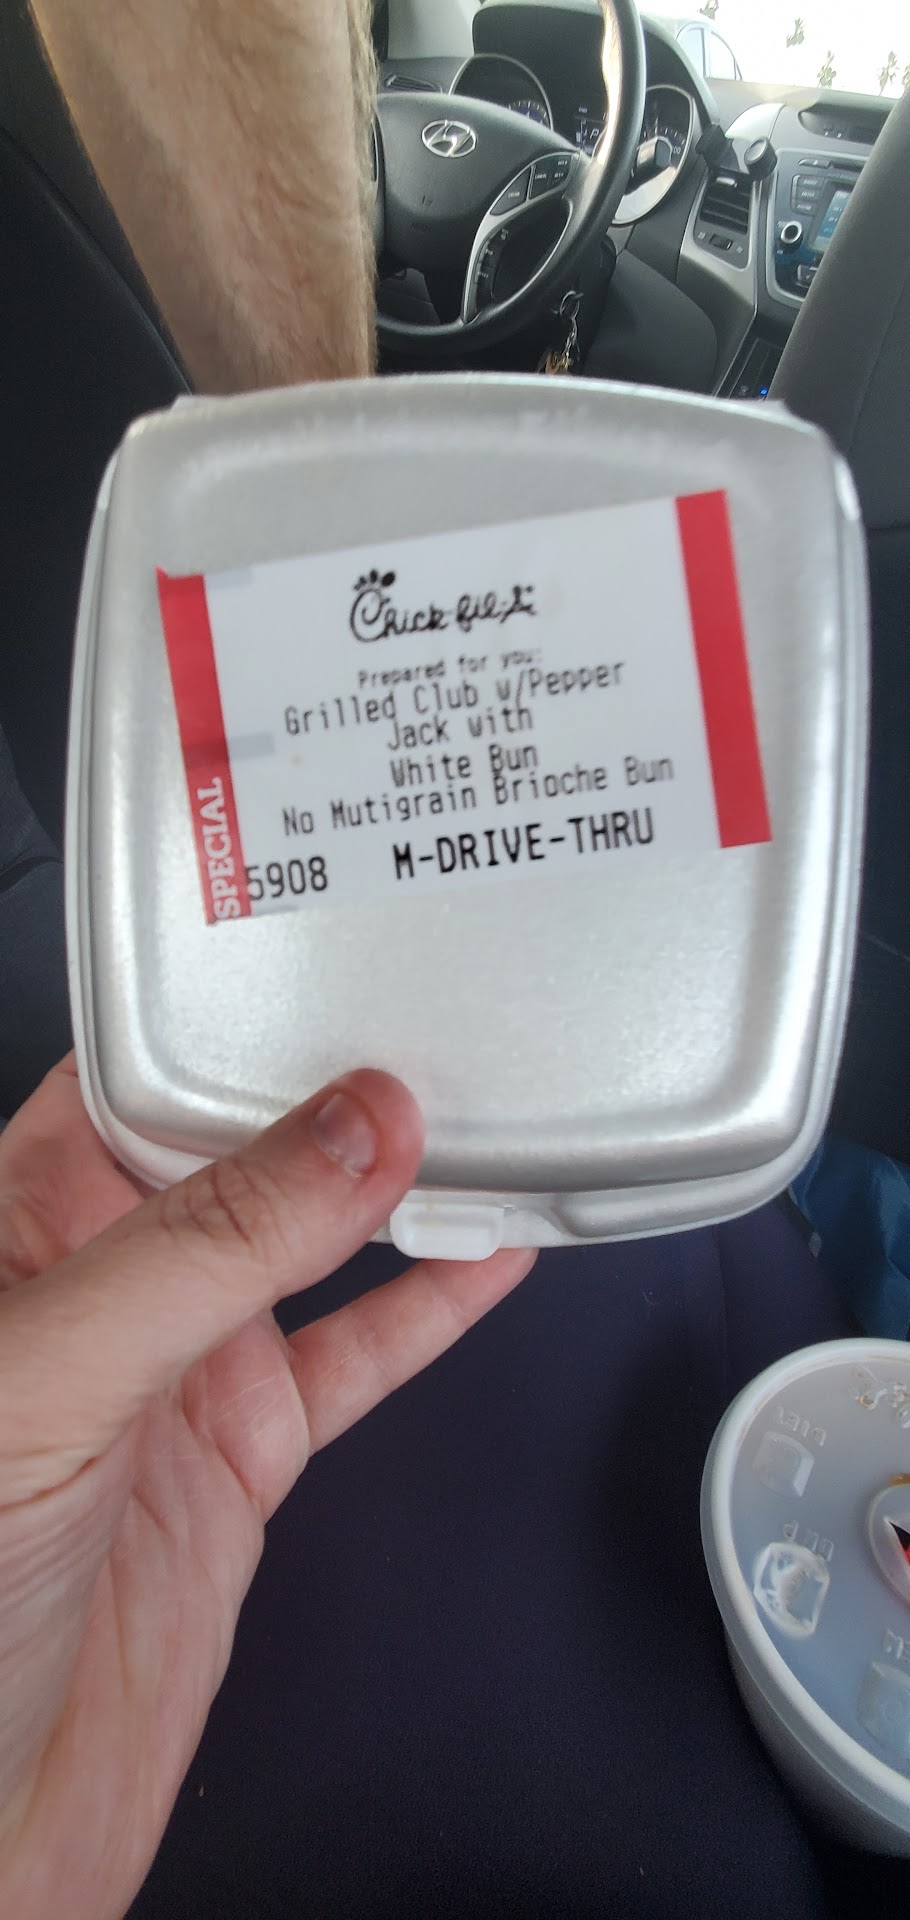 Chick-fil-A
Prepared for you:
Grilled Club w/Pepper
Jack with
White Bun
No Mutigrain Brioche Bun
5908 M-DRIVE-THRU
SPECIAL
DIET